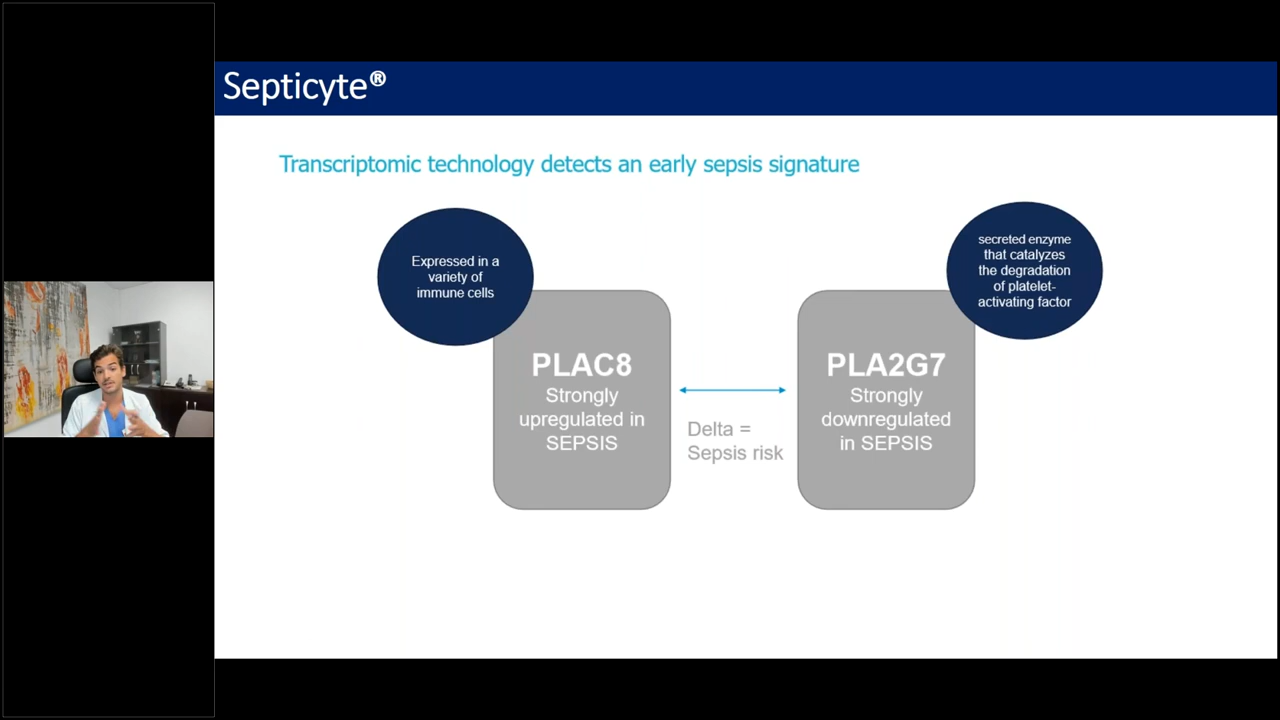 Septicyte®
Transcriptomic technology detects an early sepsis signature
Expressed in a
variety of
immune cells
secreted enzyme
that catalyzes
the degradation
of platelet-
activating factor
PLAC8
Strongly
upregulated in
SEPSIS
Delta =
Sepsis risk
PLA2G7
Strongly
downregulated
in SEPSIS